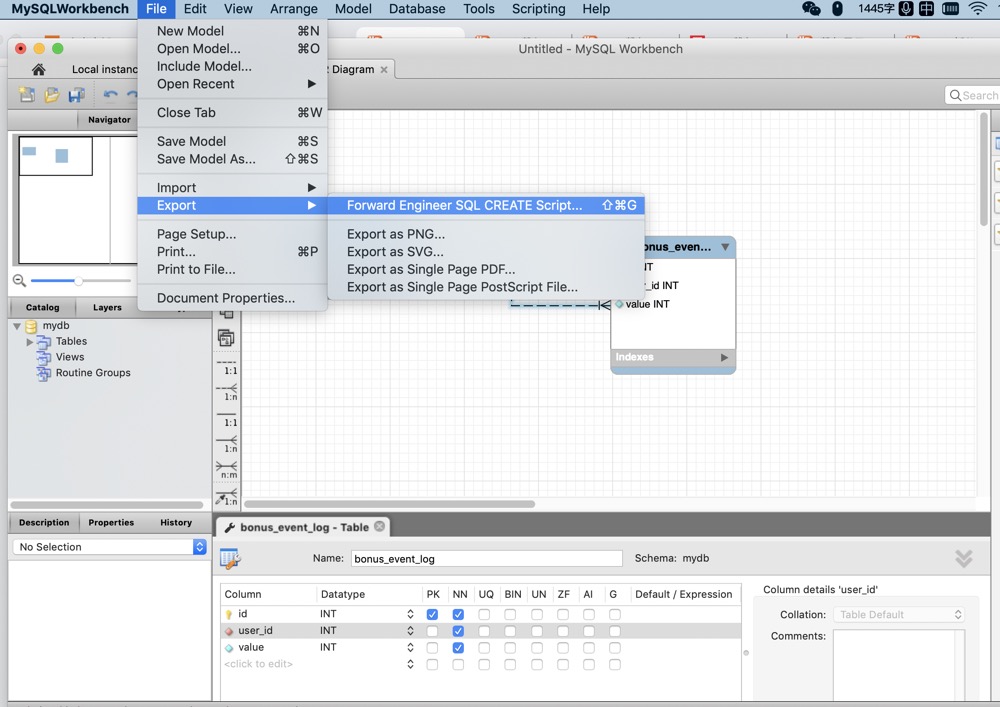 MySQLWorkbench File Edit View Arrange Model Database Tools Scripting Help 1445字 中
Untitled - MySQL Workbench
New Model ⌘N
Open Model... ⌘O
Include Model...
Open Recent
Close Tab ⌘W
Save Model ⌘S
Save Model As... ⇧⌘S
Import
Export
Page Setup...
Print... ⌘P
Print to File...
Document Properties...
Forward Engineer SQL CREATE Script... ⇧⌘G
Export as PNG...
Export as SVG...
Export as Single Page PDF...
Export as Single Page PostScript File...
Local instanc
Diagram
Search
Navigator
onus_even...
NT
_id INT
value INT
Indexes
Catalog Layers
mydb
Tables
Views
Routine Groups
1:1
1:n
1:1
1:n
n:m
1:n
Description Properties History
No Selection
bonus_event_log - Table
Name: bonus_event_log Schema: mydb
Column Datatype PK NN UQ BIN UN ZF AI G Default / Expression
id INT
user_id INT
value INT
<click to edit>
Column details 'user_id'
Collation: Table Default
Comments: